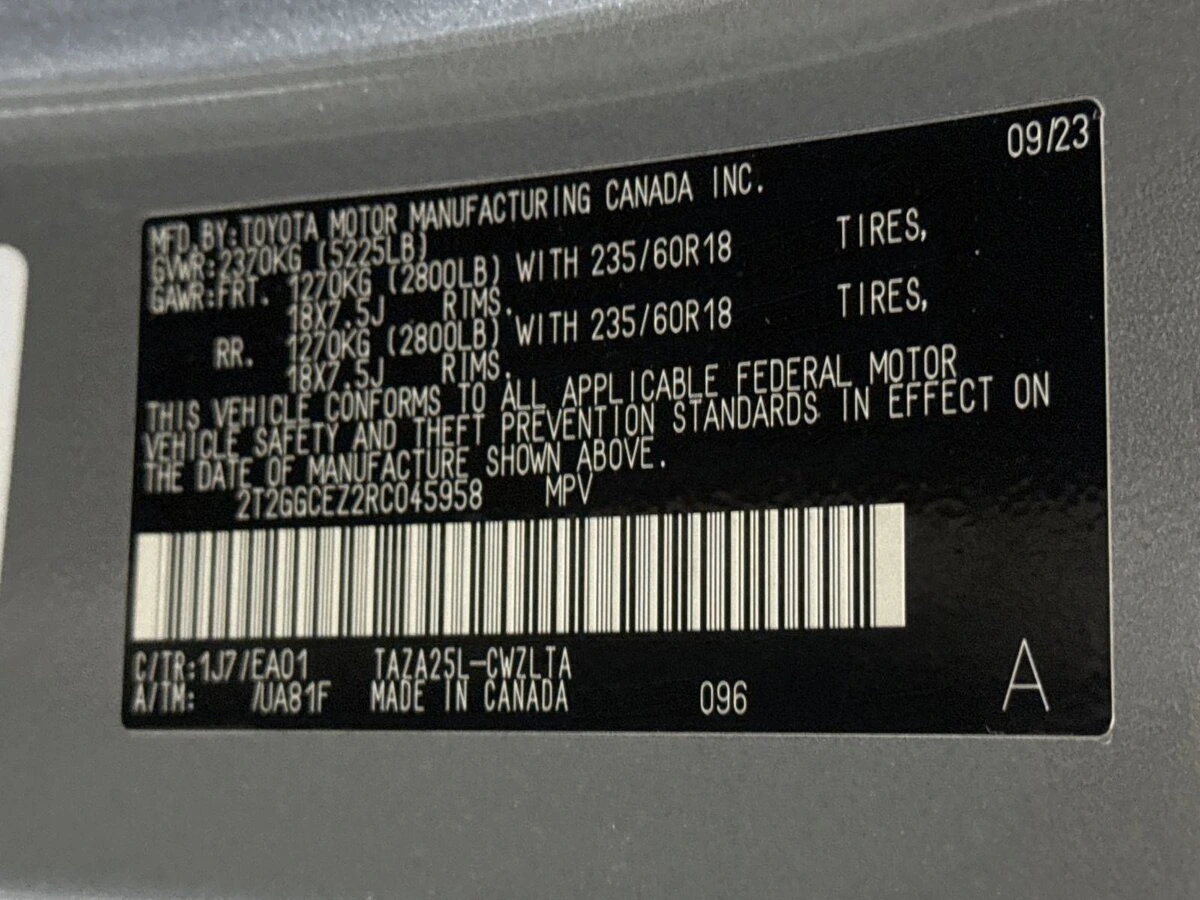 09/23
MFD.BY:TOYOTA MOTOR MANUFACTURING CANADA INC.
GVWR:2370KG (5225LB)
GAWR:FRT. 1270KG (2800LB) WITH 235/60R18 TIRES,
18X7.5J RIMS.
RR. 1270KG (2800LB) WITH 235/60R18 TIRES,
18X7.5J RIMS.
THIS VEHICLE CONFORMS TO ALL APPLICABLE FEDERAL MOTOR
VEHICLE SAFETY AND THEFT PREVENTION STANDARDS IN EFFECT ON
THE DATE OF MANUFACTURE SHOWN ABOVE.
2T2GGCEZ2RC045958 MPV
C/TR:1J7/EA01 TAZA25L-CWZLTA
A/TM: /UA81F MADE IN CANADA 096 A